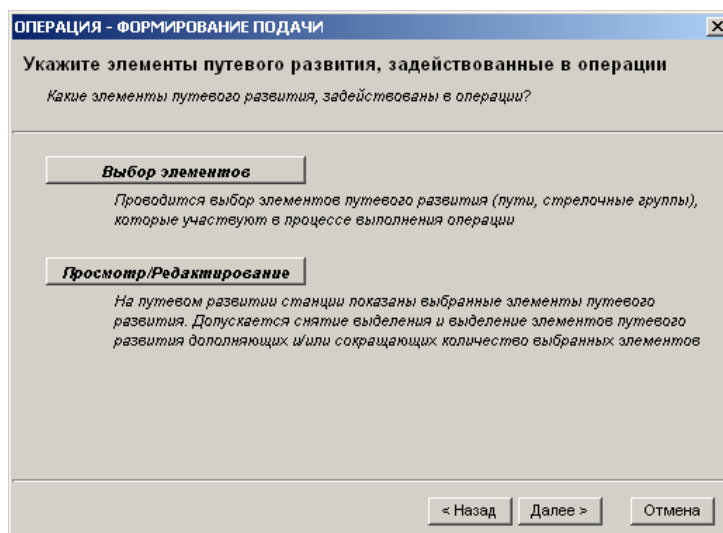 ОПЕРАЦИЯ - ФОРМИРОВАНИЕ ПОДАЧИ
Укажите элементы путевого развития, задействованные в операции
Какие элементы путевого развития, задействованы в операции?
Выбор элементов
Проводится выбор элементов путевого развития (пути, стрелочные группы),
которые участвуют в процессе выполнения операции
Просмотр/Редактирование
На путевом развитии станции показаны выбранные элементы путевого
развития. Допускается снятие выделения и выделение элементов путевого
развития дополняющих и/или сокращающих количество выбранных элементов
< Назад
Далее >
Отмена